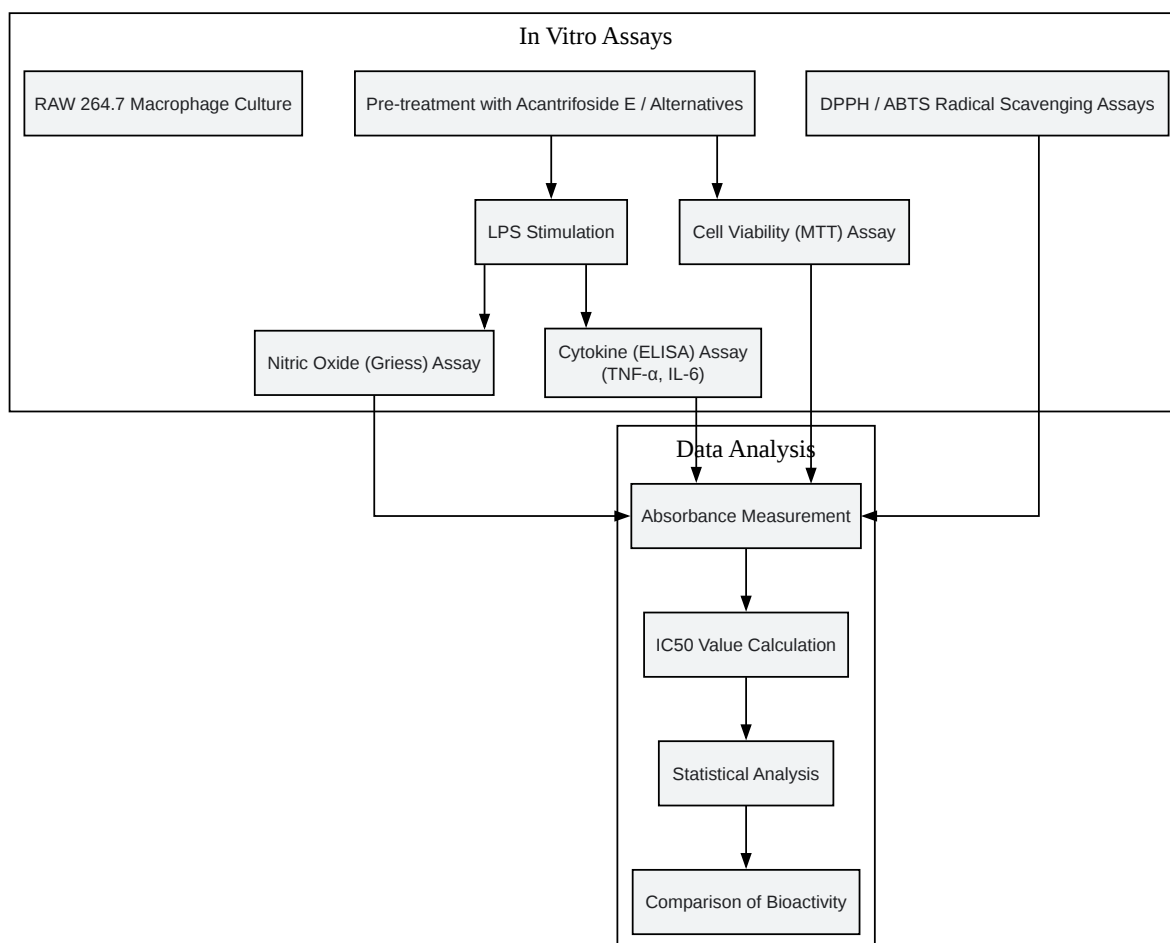 In Vitro Assays
RAW 264.7 Macrophage Culture
Pre-treatment with Acantrifoside E / Alternatives
DPPH / ABTS Radical Scavenging Assays
LPS Stimulation
Cell Viability (MTT) Assay
Nitric Oxide (Griess) Assay
Cytokine (ELISA) Assay
(TNF-α, IL-6)
Data Analysis
Absorbance Measurement
IC50 Value Calculation
Statistical Analysis
Comparison of Bioactivity